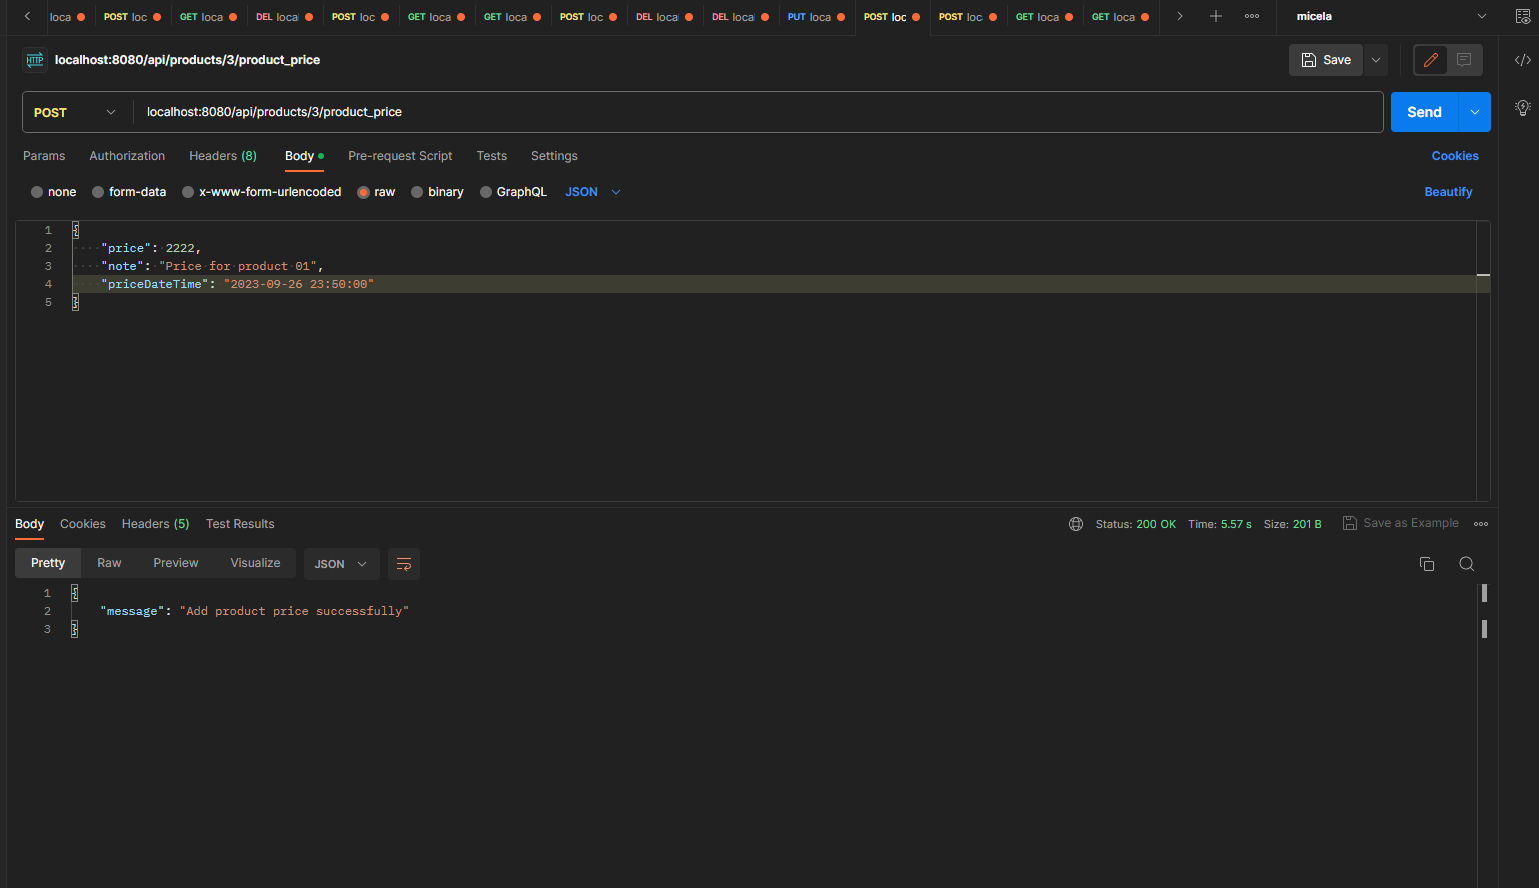 loca POST loc GET loca DEL local POST loc GET loca GET loca POST loc DEL local DEL local PUT loca POST loc POST loc GET loca GET loca micela
HTTP localhost:8080/api/products/3/product_price Save
POST localhost:8080/api/products/3/product_price Send
Params Authorization Headers (8) Body Pre-request Script Tests Settings Cookies
none form-data x-www-form-urlencoded raw binary GraphQL JSON Beautify
1 {
2 "price": 2222,
3 "note": "Price for product 01",
4 "priceDateTime": "2023-09-26 23:50:00"
5 }
Body Cookies Headers (5) Test Results Status: 200 OK Time: 5.57 s Size: 201 B Save as Example
Pretty Raw Preview Visualize JSON
1 {
2 "message": "Add product price successfully"
3 }